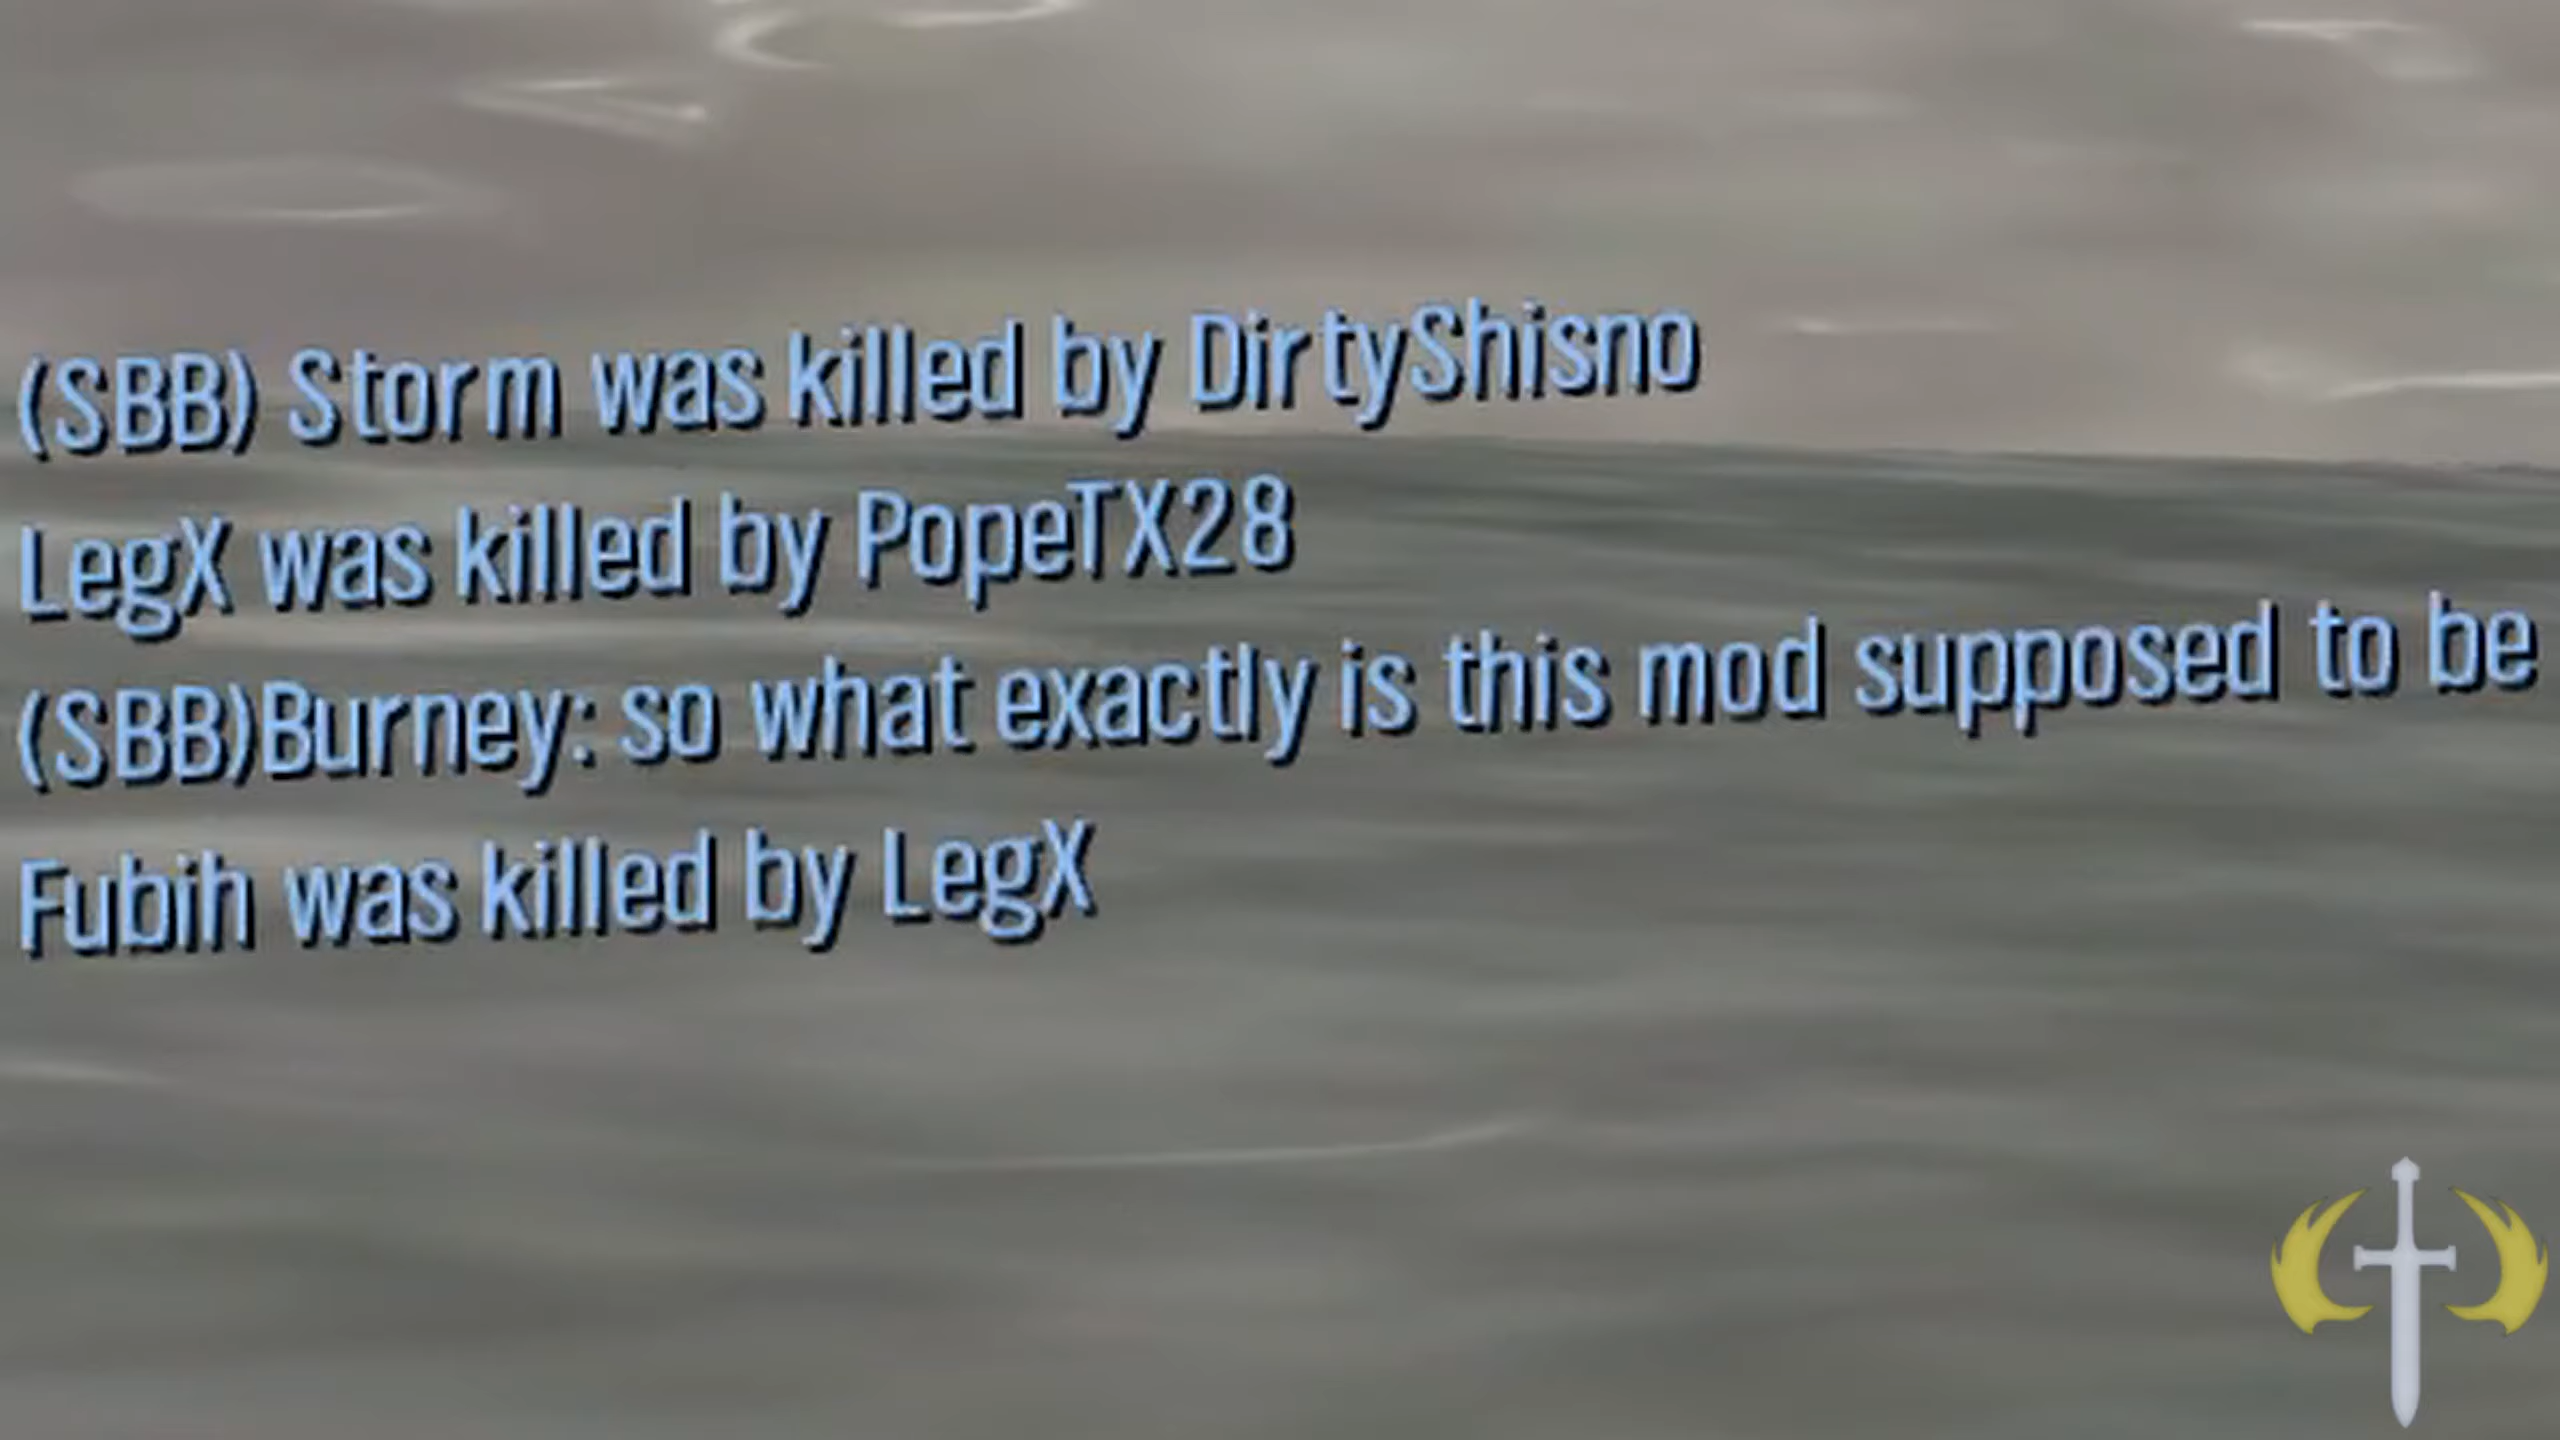 (SBB) Storm was killed by DirtyShisno
LegX was killed by PopeTX28
(SBB)Burney: so what exactly is this mod supposed to be
Fubih was killed by LegX